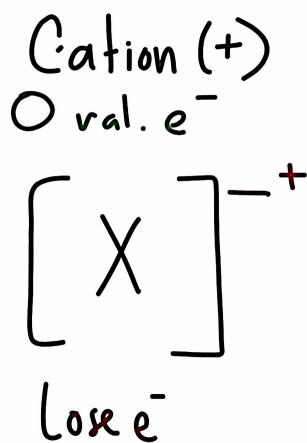 Cation (+)
0 val. e⁻
[ X ] — +
Lose e⁻